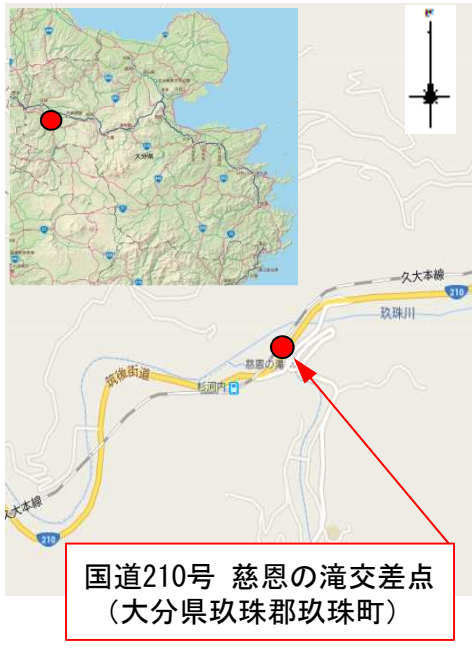 大分県
久大本線
210
玖珠川
慈恩の滝
筑後街道
杉河内
久大本線
210
国道210号 慈恩の滝交差点
(大分県玖珠郡玖珠町)